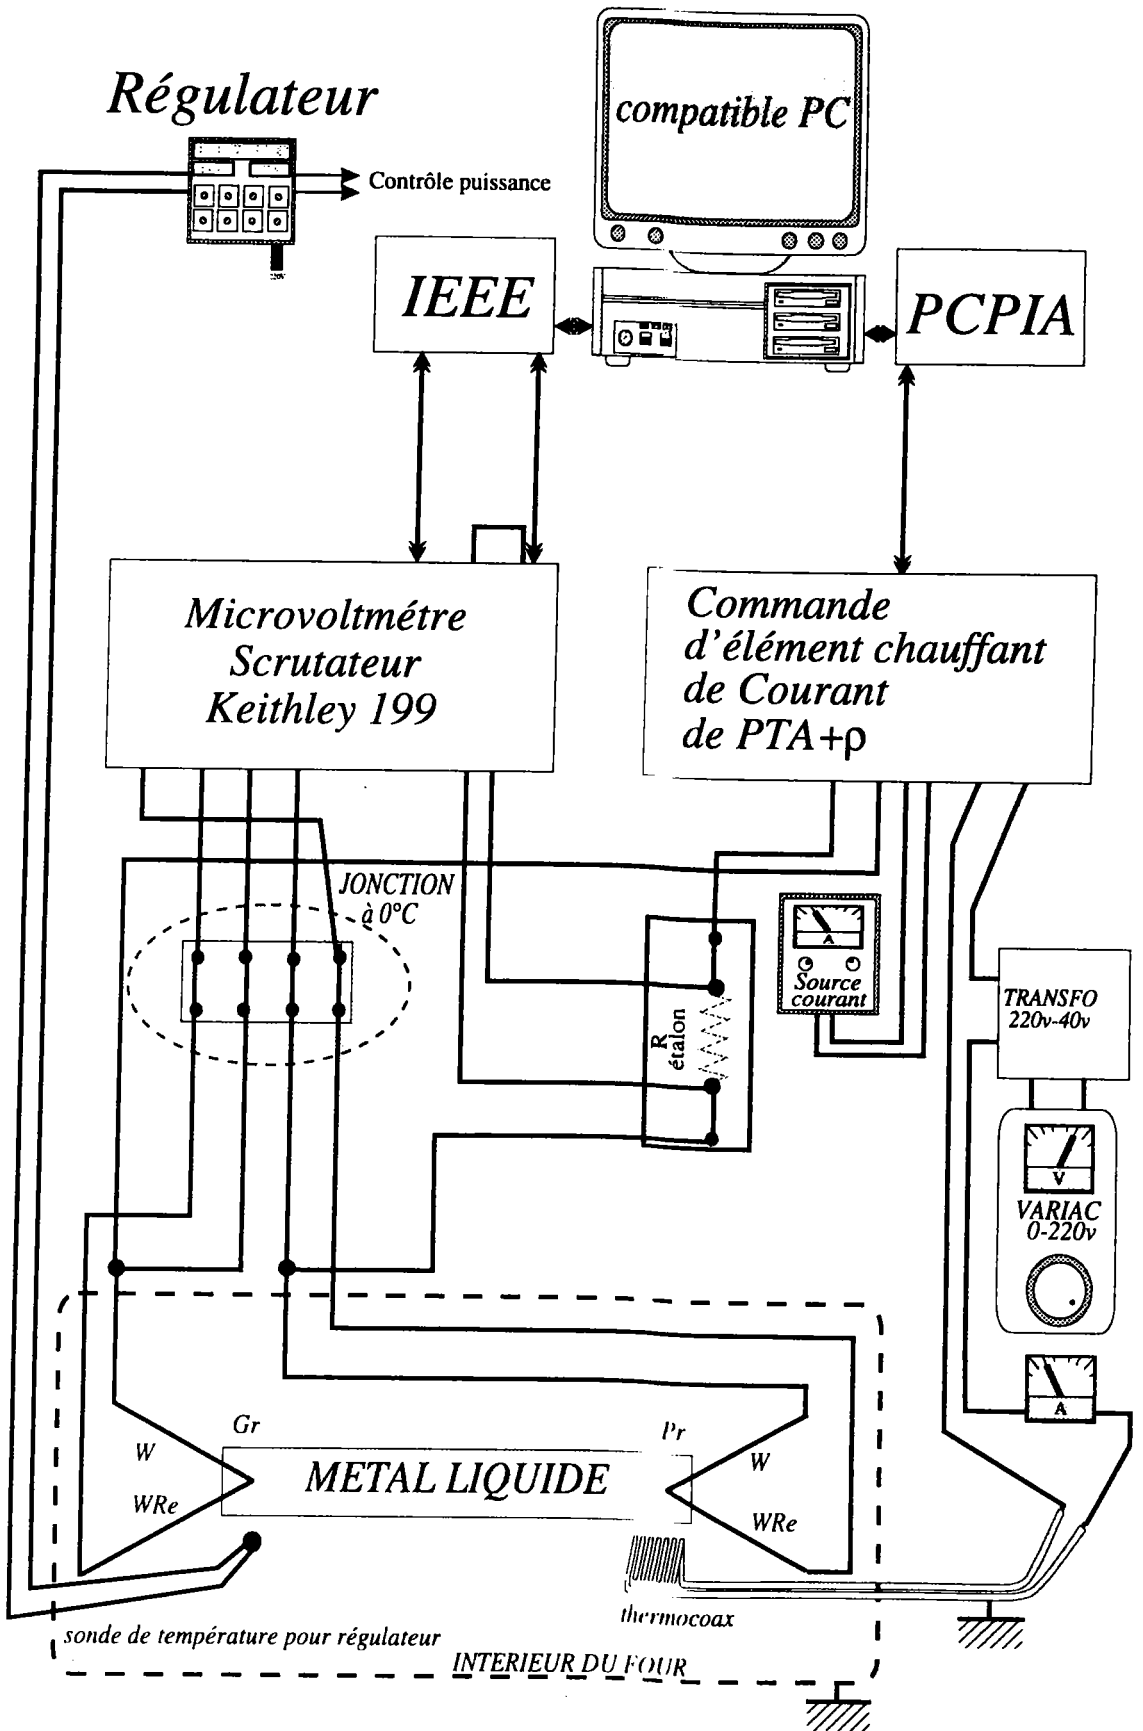 Régulateur
compatible PC
Contrôle puissance
IEEE
PCPIA
Microvoltmétre
Scrutateur
Keithley 199
Commande
d'élément chauffant
de Courant
de PTA+ρ
JONCTION
à 0°C
A
Source
courant
R
étalon
TRANSFO
220v-40v
V
VARIAC
0-220v
A
Gr
Pr
W
W
METAL LIQUIDE
WRe
WRe
thermocoax
sonde de température pour régulateur
INTERIEUR DU FOUR